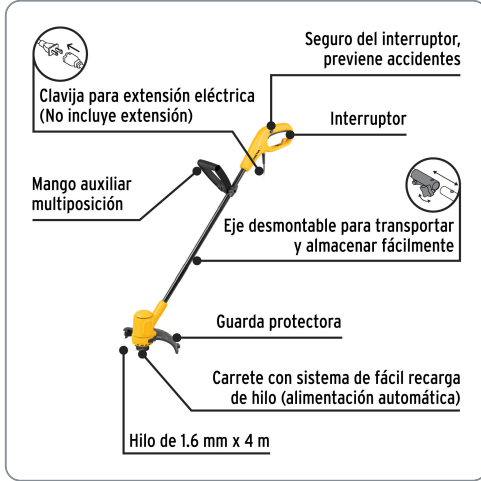 Seguro del interruptor,
previene accidentes
Clavija para extensión eléctrica
(No incluye extensión)
Interruptor
Mango auxiliar
multiposición
Eje desmontable para transportar
y almacenar fácilmente
Guarda protectora
Carrete con sistema de fácil recarga
de hilo (alimentación automática)
Hilo de 1.6 mm x 4 m